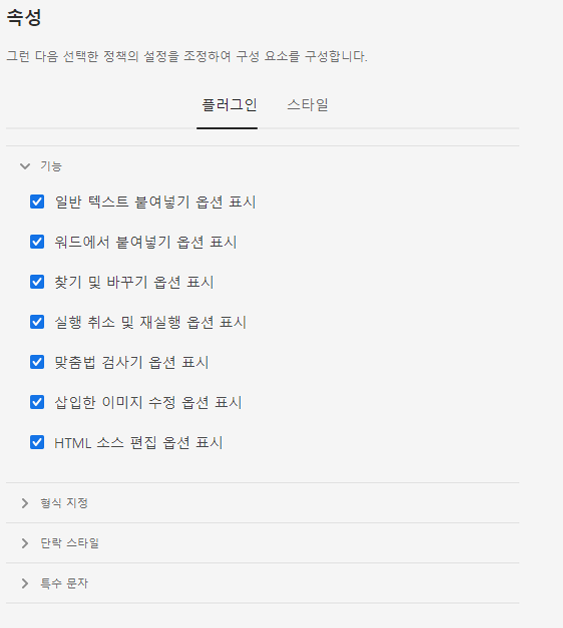 속성
그런 다음 선택한 정책의 설정을 조정하여 구성 요소를 구성합니다.
플러그인 스타일
기능
일반 텍스트 붙여넣기 옵션 표시
워드에서 붙여넣기 옵션 표시
찾기 및 바꾸기 옵션 표시
실행 취소 및 재실행 옵션 표시
맞춤법 검사기 옵션 표시
삽입한 이미지 수정 옵션 표시
HTML 소스 편집 옵션 표시
형식 지정
단락 스타일
특수 문자